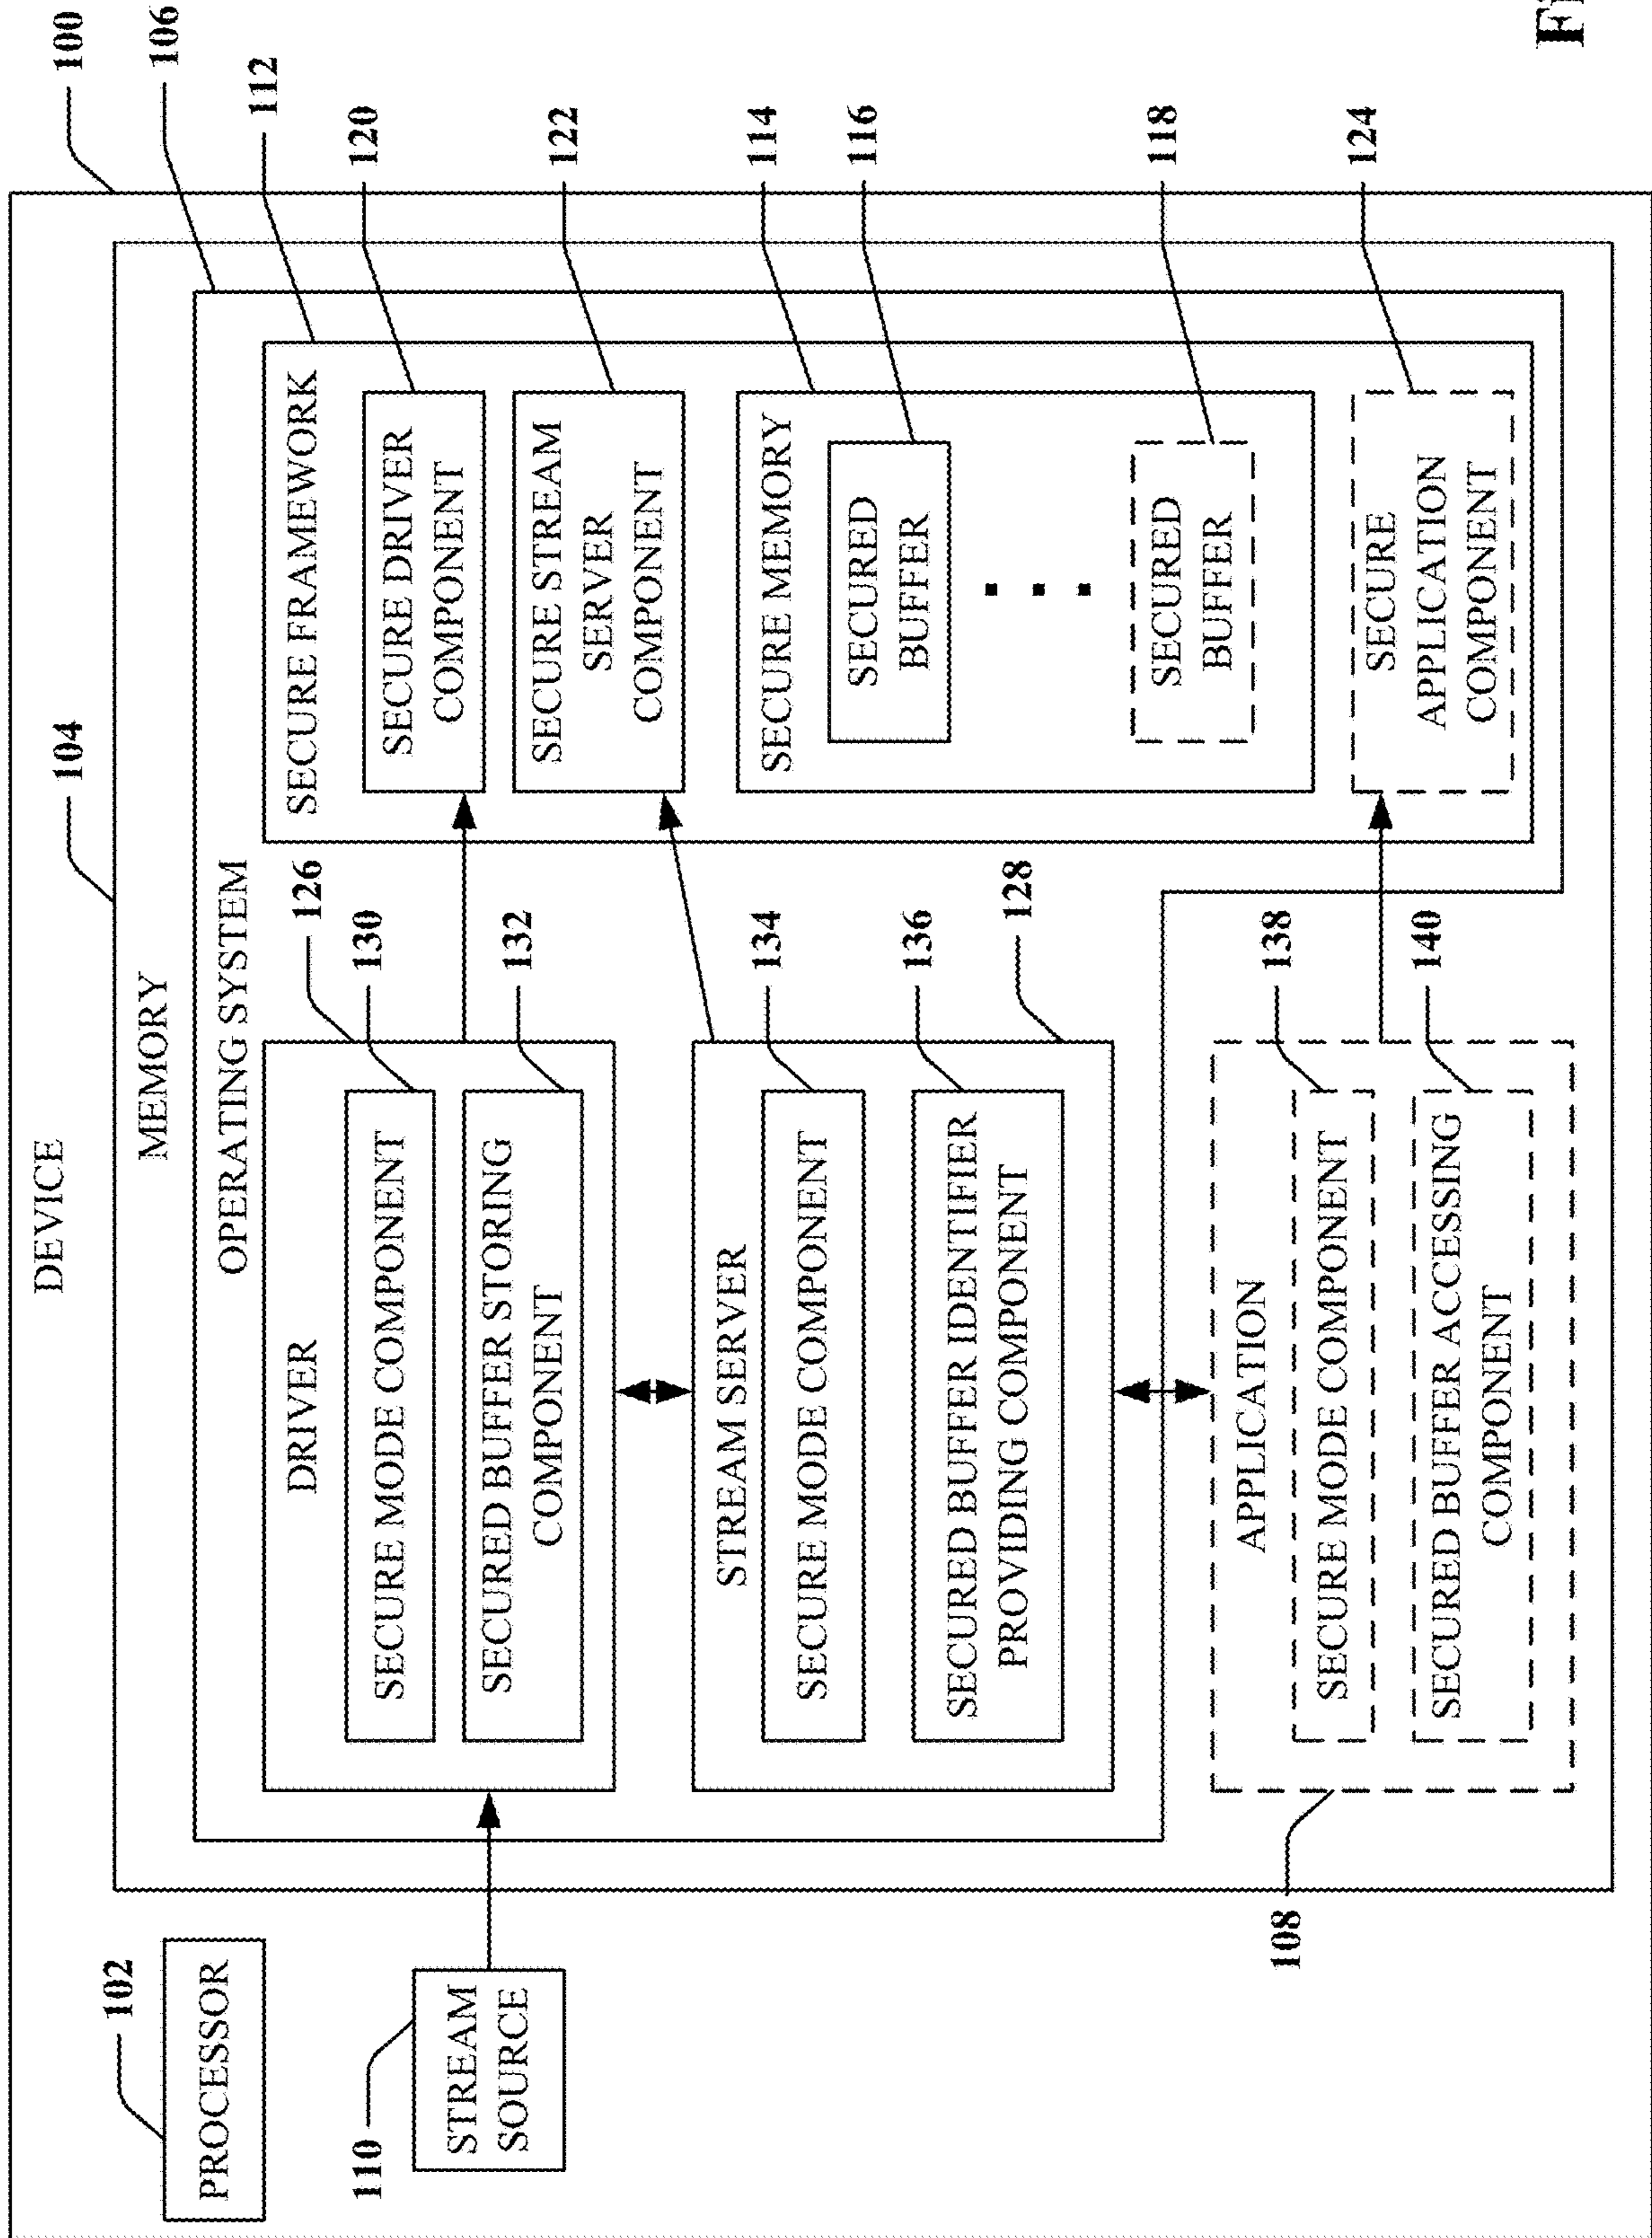 DEVICE
100
104
102
MEMORY
106
PROCESSOR
OPERATING SYSTEM
112
126
SECURE FRAMEWORK
DRIVER
110
130
SECURE MODE COMPONENT
SECURE DRIVER
COMPONENT
120
STREAM
SOURCE
132
SECURED BUFFER STORING
COMPONENT
SECURE STREAM
SERVER
COMPONENT
122
STREAM SERVER
134
SECURE MODE COMPONENT
SECURE MEMORY
114
SECURED
BUFFER
116
136
SECURED BUFFER IDENTIFIER
PROVIDING COMPONENT
128
SECURED
BUFFER
118
APPLICATION
138
SECURE MODE COMPONENT
108
SECURE
APPLICATION
COMPONENT
124
140
SECURED BUFFER ACCESSING
COMPONENT